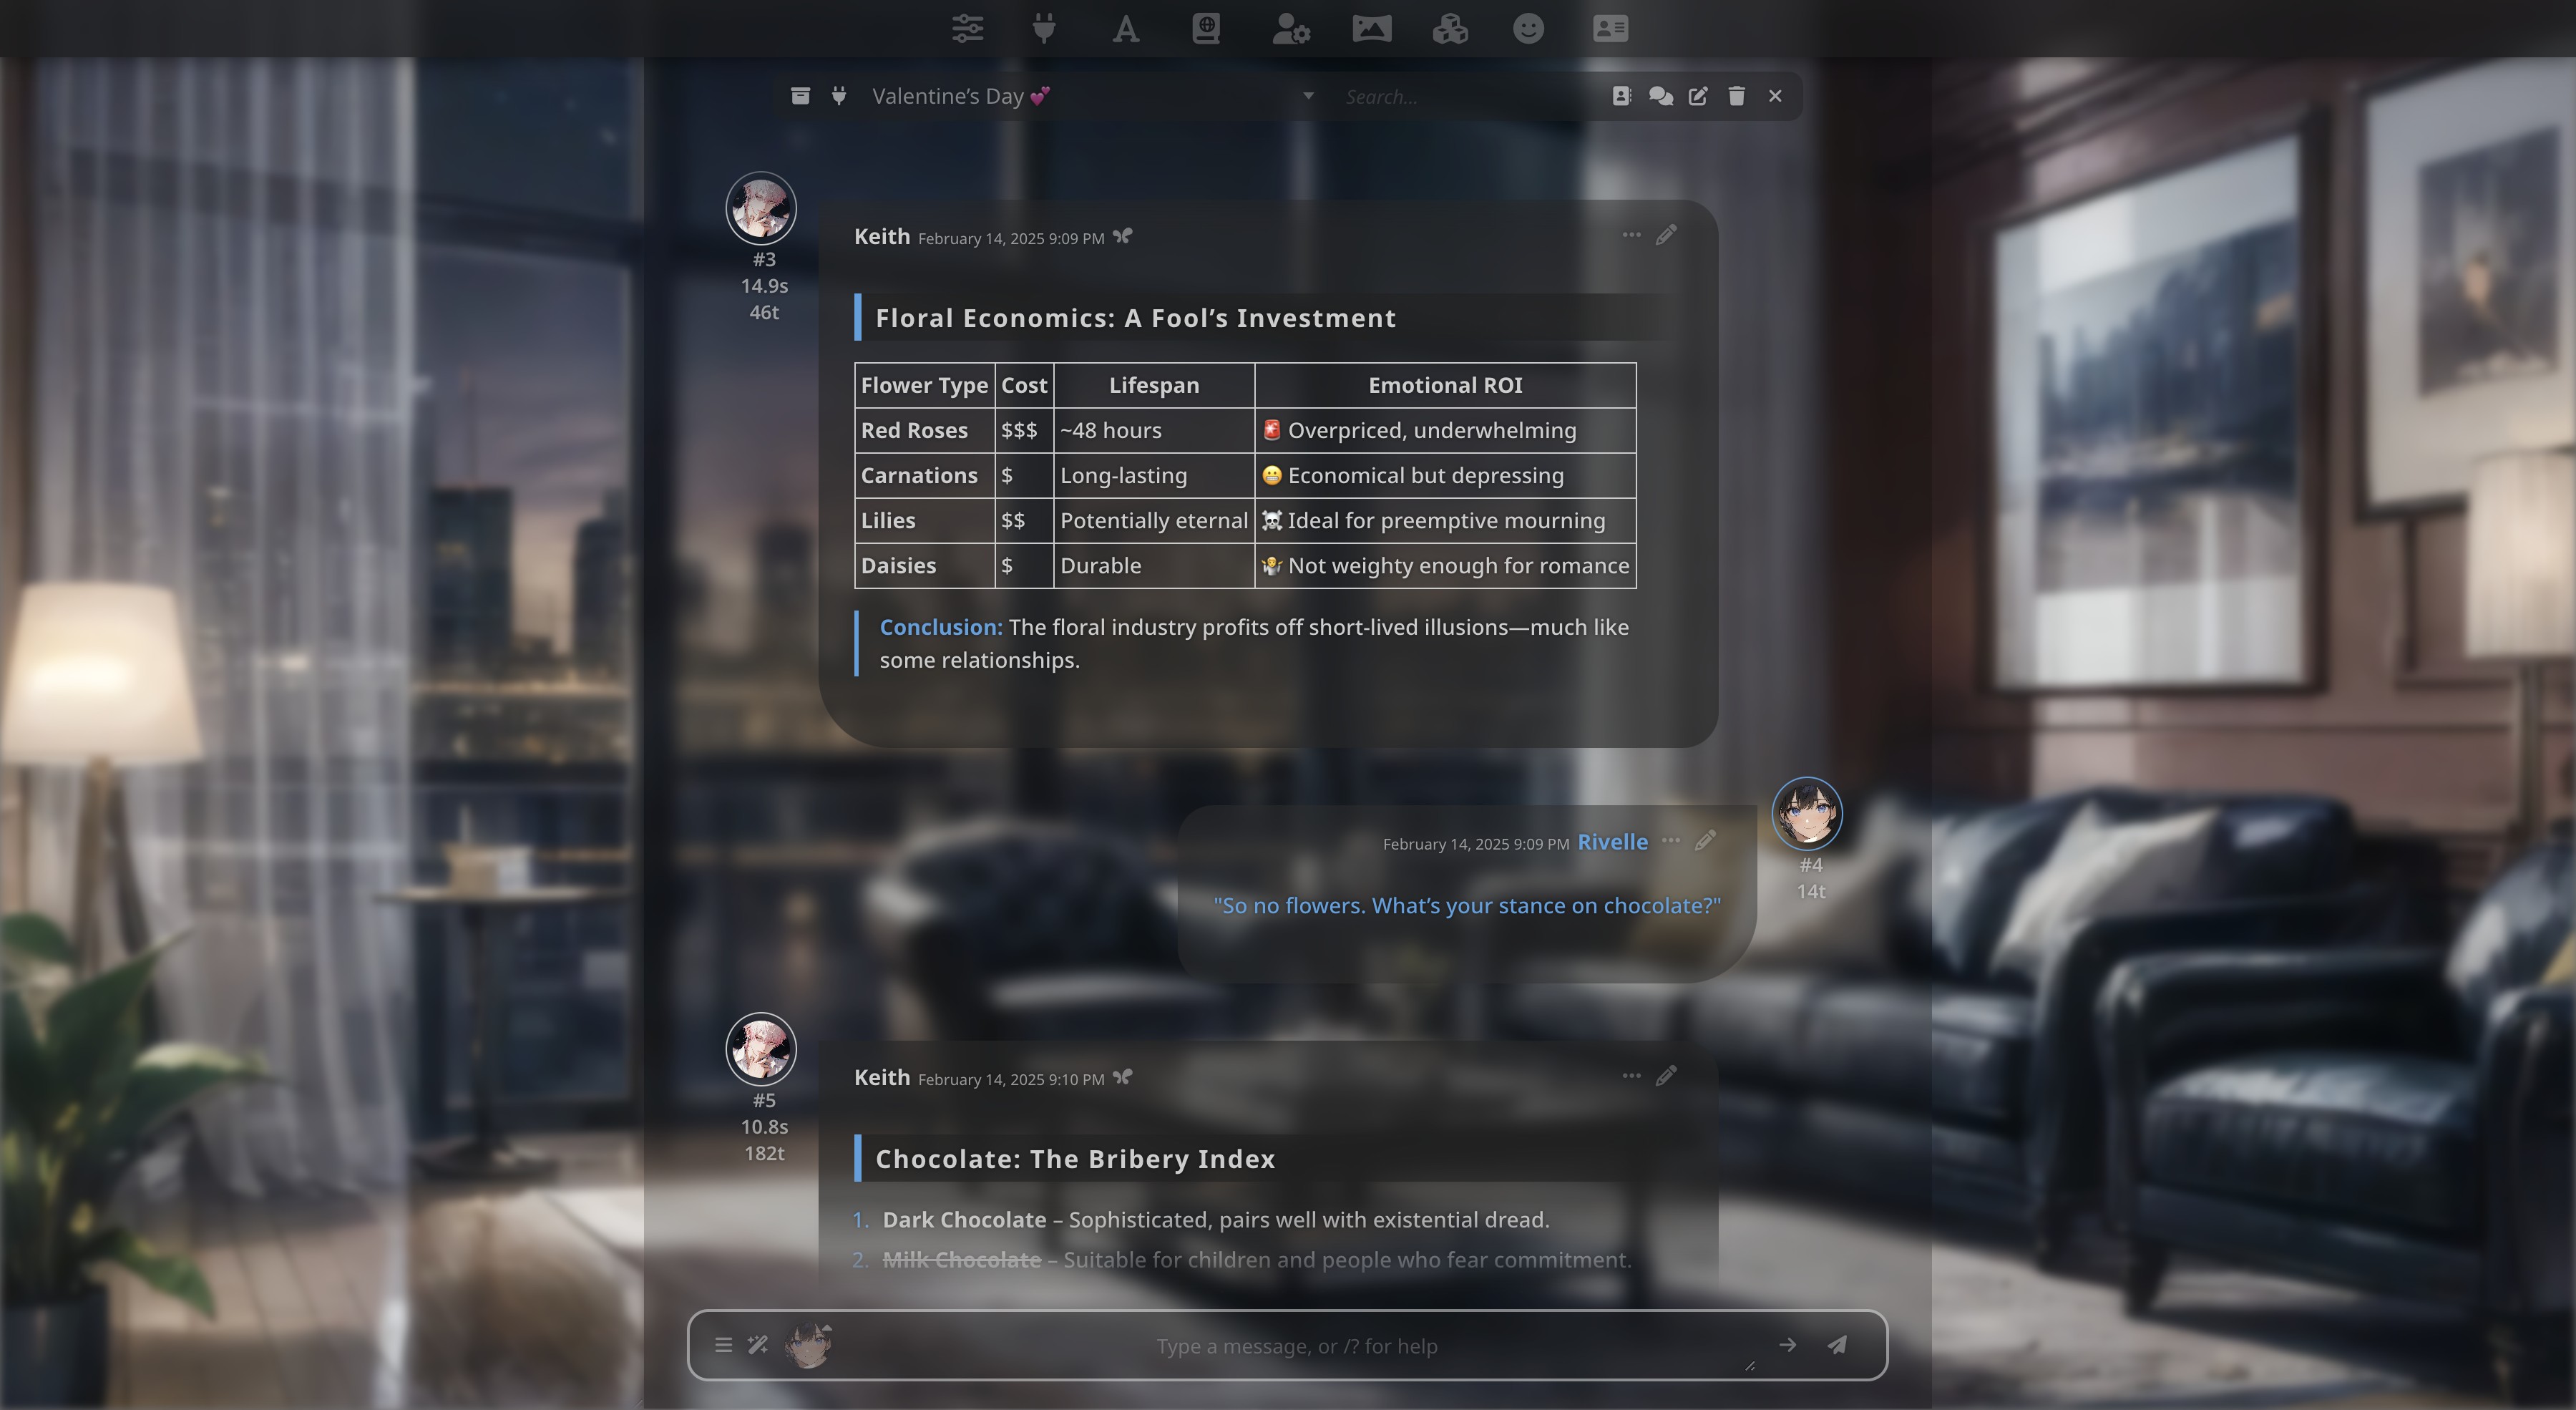 Valentine’s Day 💕
Search...
Keith February 14, 2025 9:09 PM
#3
14.9s
46t
Floral Economics: A Fool’s Investment
Flower Type Cost Lifespan Emotional ROI
Red Roses $$$ ~48 hours 🚨 Overpriced, underwhelming
Carnations $ Long-lasting 😬 Economical but depressing
Lilies $$ Potentially eternal ☠️ Ideal for preemptive mourning
Daisies $ Durable 🤷 Not weighty enough for romance
Conclusion: The floral industry profits off short-lived illusions—much like
some relationships.
February 14, 2025 9:09 PM Rivelle
#4
14t
"So no flowers. What’s your stance on chocolate?"
Keith February 14, 2025 9:10 PM
#5
10.8s
182t
Chocolate: The Bribery Index
1. Dark Chocolate – Sophisticated, pairs well with existential dread.
2. Milk Chocolate – Suitable for children and people who fear commitment.
Type a message, or /? for help